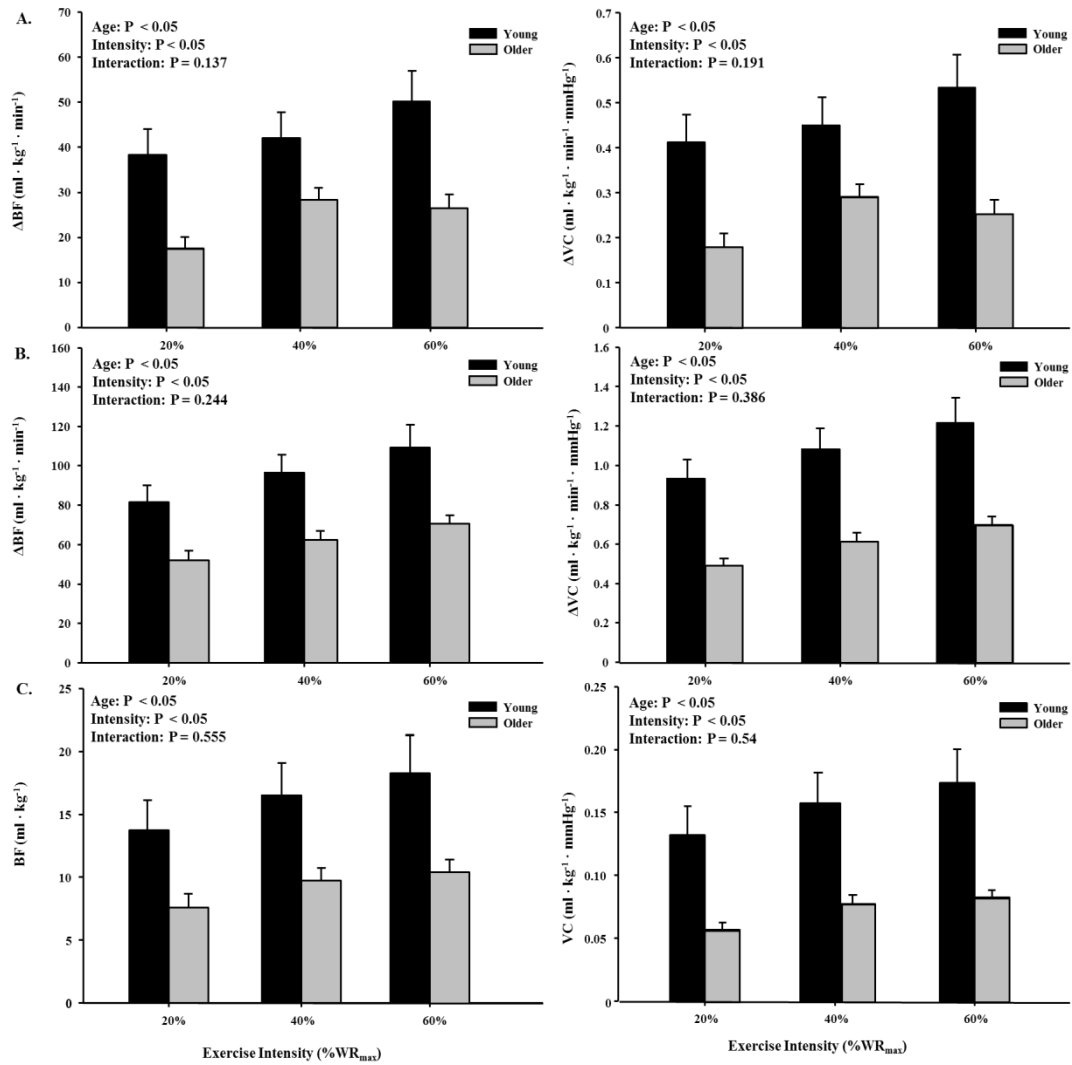 A.
Age: P < 0.05
Intensity: P < 0.05
Interaction: P = 0.137
Young
Older
ΔBF (ml · kg⁻¹ · min⁻¹)
70
60
50
40
30
20
10
0
20%
40%
60%
Age: P < 0.05
Intensity: P < 0.05
Interaction: P = 0.191
Young
Older
ΔVC (ml · kg⁻¹ · min⁻¹ ·mmHg⁻¹)
0.7
0.6
0.5
0.4
0.3
0.2
0.1
0
20%
40%
60%
B.
Age: P < 0.05
Intensity: P < 0.05
Interaction: P = 0.244
Young
Older
ΔBF (ml · kg⁻¹ · min⁻¹)
160
140
120
100
80
60
40
20
0
20%
40%
60%
Age: P < 0.05
Intensity: P < 0.05
Interaction: P = 0.386
Young
Older
ΔVC (ml · kg⁻¹ · min⁻¹ · mmHg⁻¹)
1.6
1.4
1.2
1.0
0.8
0.6
0.4
0.2
0
20%
40%
60%
C.
Age: P < 0.05
Intensity: P < 0.05
Interaction: P = 0.555
Young
Older
BF (ml · kg⁻¹)
25
20
15
10
5
0
20%
40%
60%
Exercise Intensity (%WRmax)
Age: P < 0.05
Intensity: P < 0.05
Interaction: P = 0.54
Young
Older
VC (ml · kg⁻¹ · mmHg⁻¹)
0.25
0.20
0.15
0.10
0.05
0
20%
40%
60%
Exercise Intensity (%WRmax)